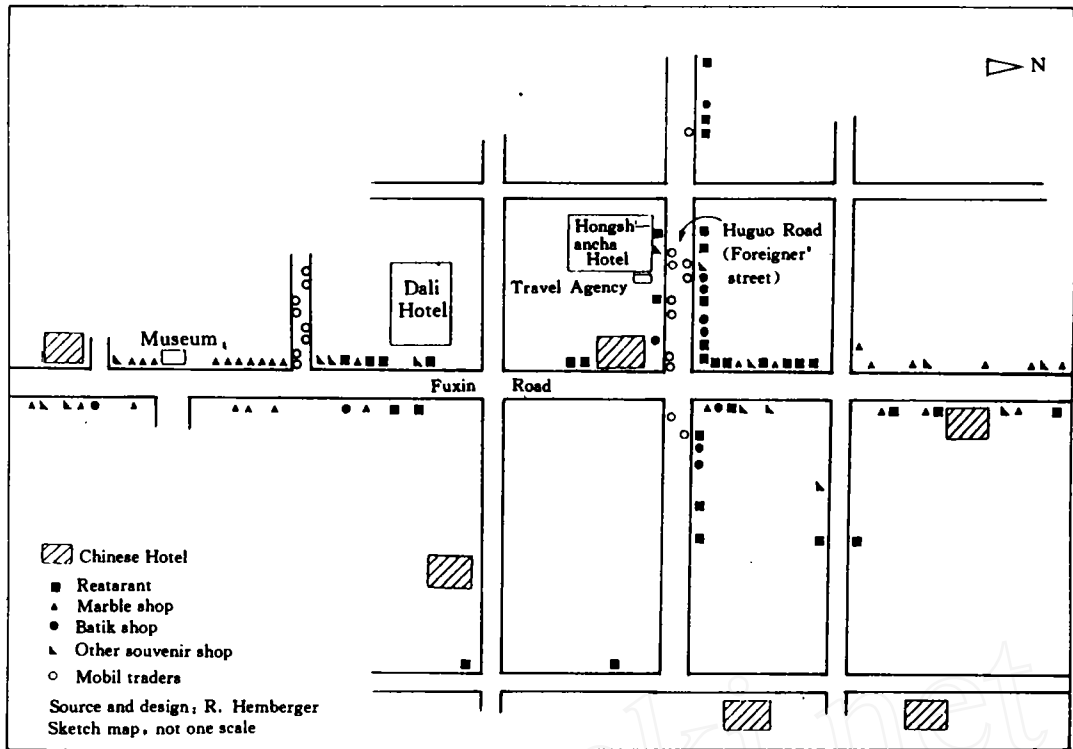 N
Hongsh—
ancha
Hotel
Huguo Road
(Foreigner'
street)
Travel Agency
Dali
Hotel
Museum
Fuxin Road
Chinese Hotel
Restarant
Marble shop
Batik shop
Other souvenir shop
Mobil traders
Source and design: R. Hemberger
Sketch map, not one scale